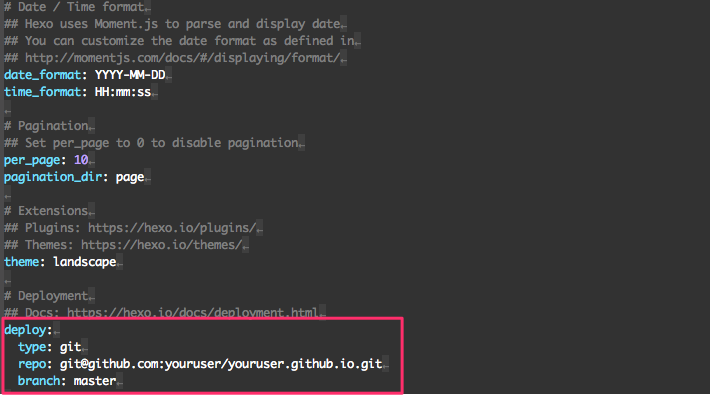 # Date / Time format
## Hexo uses Moment.js to parse and display date
## You can customize the date format as defined in
## http://momentjs.com/docs/#/displaying/format/
date_format: YYYY-MM-DD
time_format: HH:mm:ss
# Pagination
## Set per_page to 0 to disable pagination
per_page: 10
pagination_dir: page
# Extensions
## Plugins: https://hexo.io/plugins/
## Themes: https://hexo.io/themes/
theme: landscape
# Deployment
## Docs: https://hexo.io/docs/deployment.html
deploy:
  type: git
  repo: git@github.com:youruser/youruser.github.io.git
  branch: master